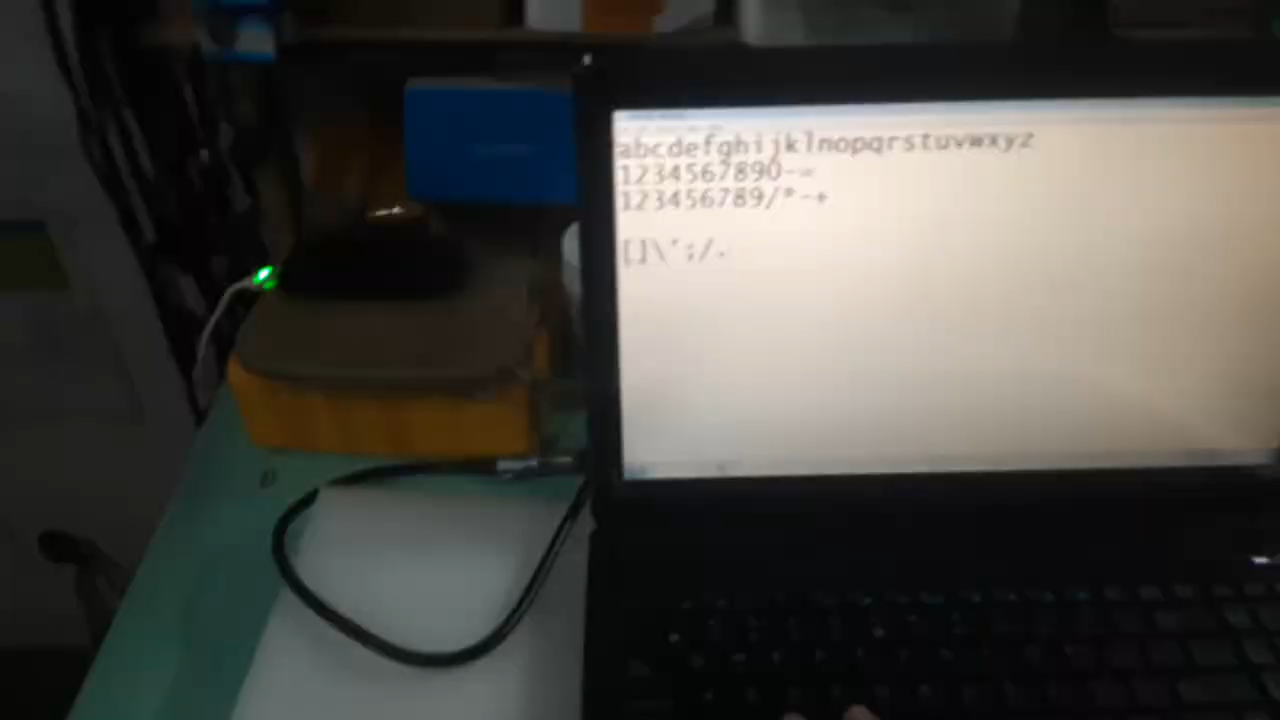 abcdefghijklnopqrstuvwxyz
1234567890-=
123456789/*-+
[]\';/.